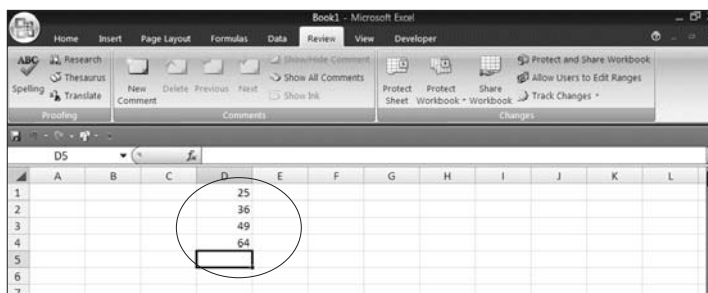 Book1 - Microsoft Excel
Home Insert Page Layout Formulas Data Review View Developer
ABC Research Show/Hide Comment Protect and Share Workbook
Thesaurus Show All Comments Allow Users to Edit Ranges
Spelling Translate New Comment Delete Previous Next Show Ink Protect Sheet Protect Workbook Share Workbook Track Changes
Proofing Comments Changes
D5 fx
A B C D E F G H I J K L
1 25
2 36
3 49
4 64
5
6
7